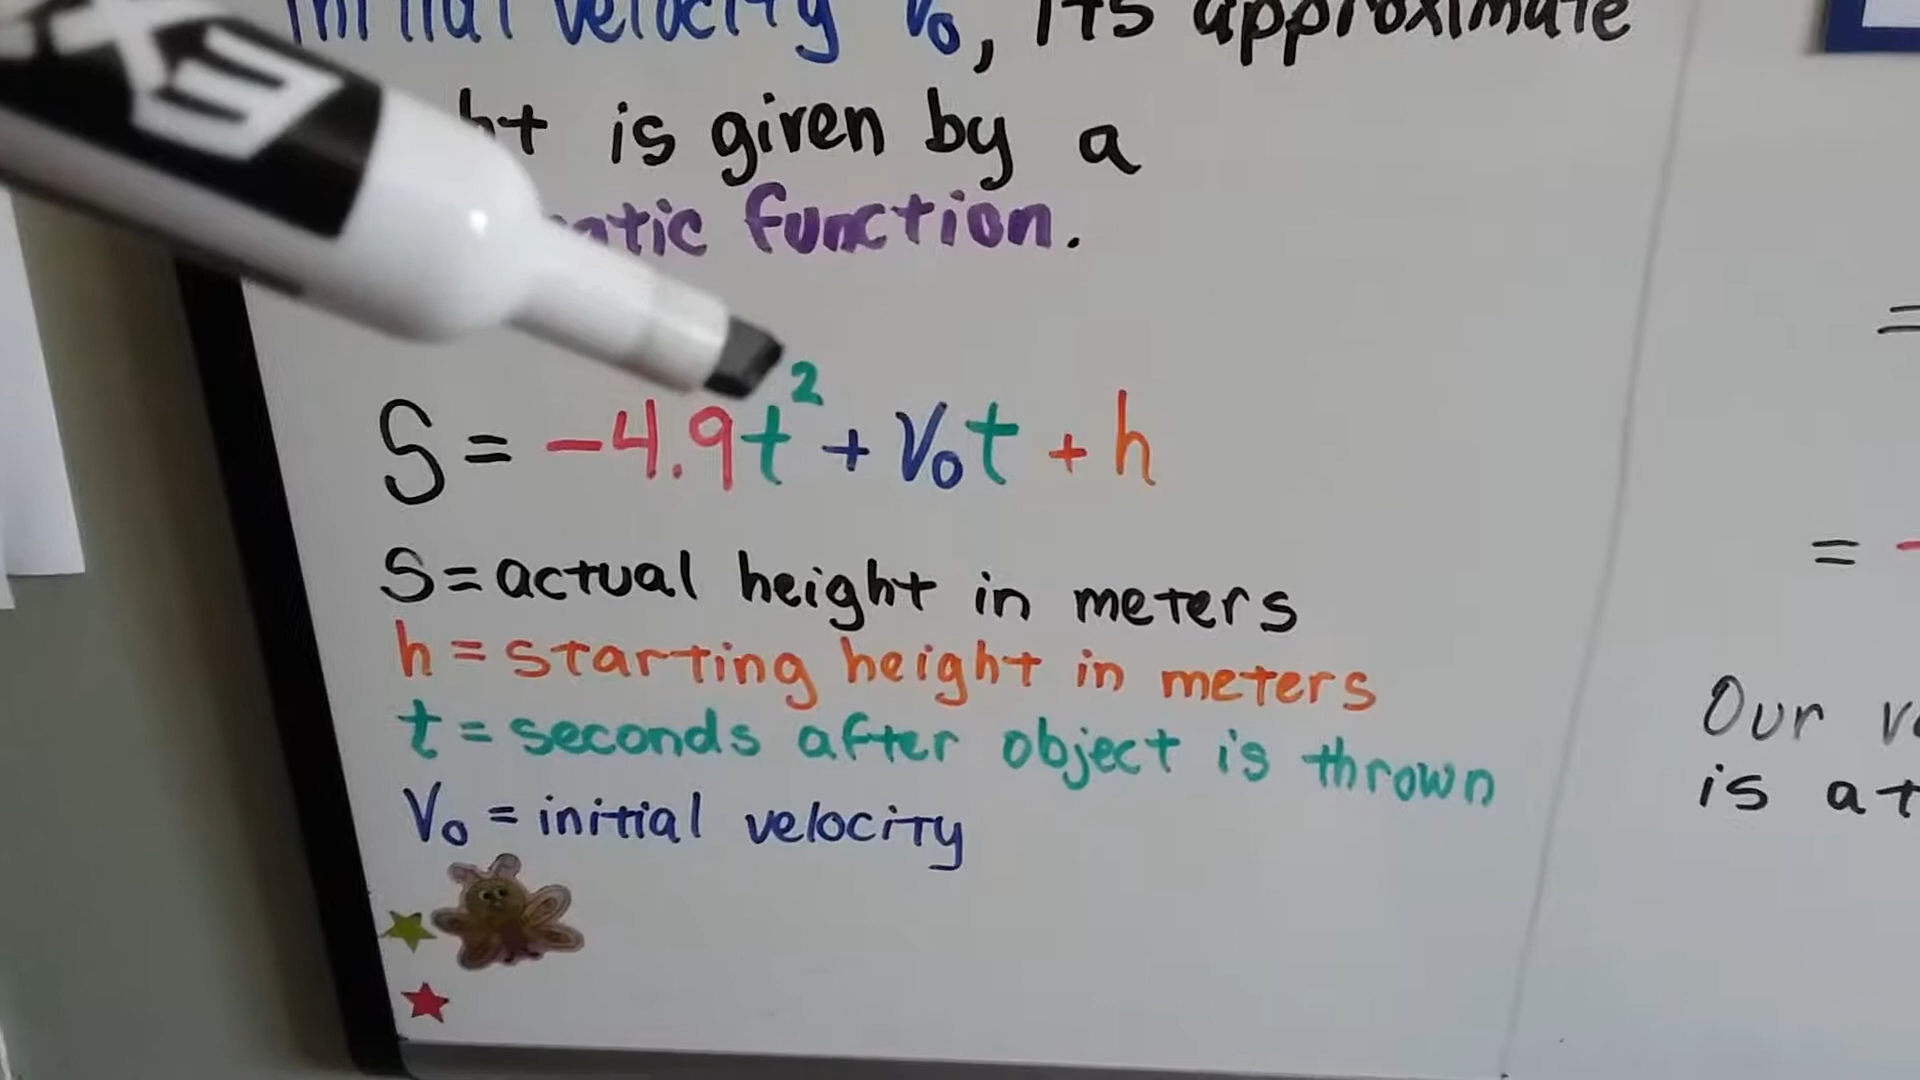 initial velocity V₀, its approximate
is given by a
function.
S = -4.9t² + V₀t + h
S = actual height in meters
h = starting height in meters
t = seconds after object is thrown
V₀ = initial velocity
=
= -
Our
is at